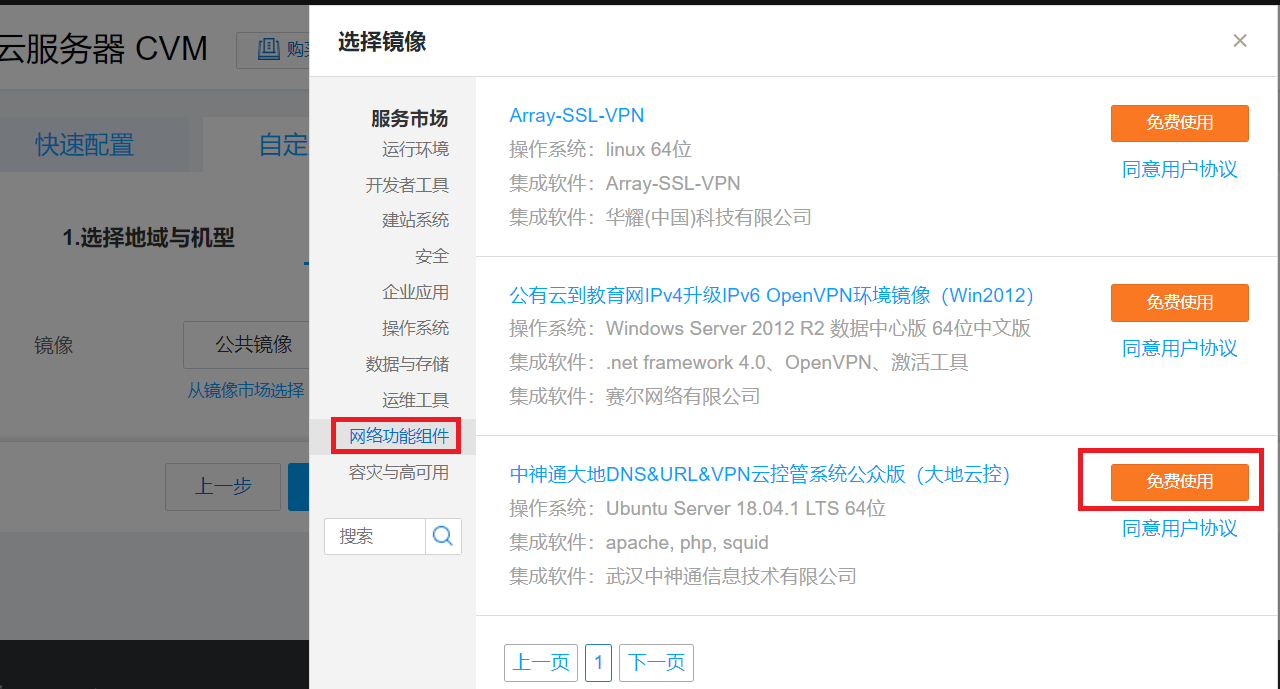 云服务器 CVM
购买
快速配置
自定
1.选择地域与机型
镜像
公共镜像
从镜像市场选择
上一步
选择镜像
×
服务市场
运行环境
开发者工具
建站系统
安全
企业应用
操作系统
数据与存储
运维工具
网络功能组件
容灾与高可用
搜索
Array-SSL-VPN
操作系统：linux 64位
集成软件：Array-SSL-VPN
集成软件：华耀(中国)科技有限公司
免费使用
同意用户协议
公有云到教育网IPv4升级IPv6 OpenVPN环境镜像（Win2012）
操作系统：Windows Server 2012 R2 数据中心版 64位中文版
集成软件：.net framework 4.0、OpenVPN、激活工具
集成软件：赛尔网络有限公司
免费使用
同意用户协议
中神通大地DNS&URL&VPN云控管系统公众版（大地云控）
操作系统：Ubuntu Server 18.04.1 LTS 64位
集成软件：apache, php, squid
集成软件：武汉中神通信息技术有限公司
免费使用
同意用户协议
上一页 1 下一页